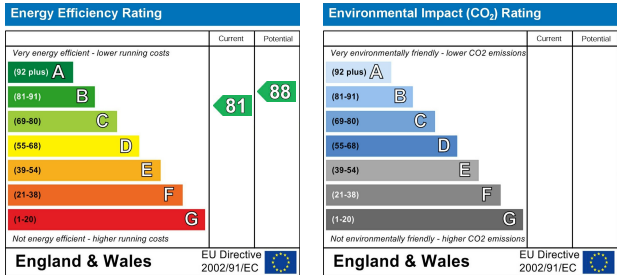 Energy Efficiency Rating
Current Potential
Very energy efficient - lower running costs
(92 plus) A
(81-91) B
(69-80) C
(55-68) D
(39-54) E
(21-38) F
(1-20) G
81
88
Not energy efficient - higher running costs
England & Wales
EU Directive
2002/91/EC
Environmental Impact (CO2) Rating
Current Potential
Very environmentally friendly - lower CO2 emissions
(92 plus) A
(81-91) B
(69-80) C
(55-68) D
(39-54) E
(21-38) F
(1-20) G
Not environmentally friendly - higher CO2 emissions
England & Wales
EU Directive
2002/91/EC